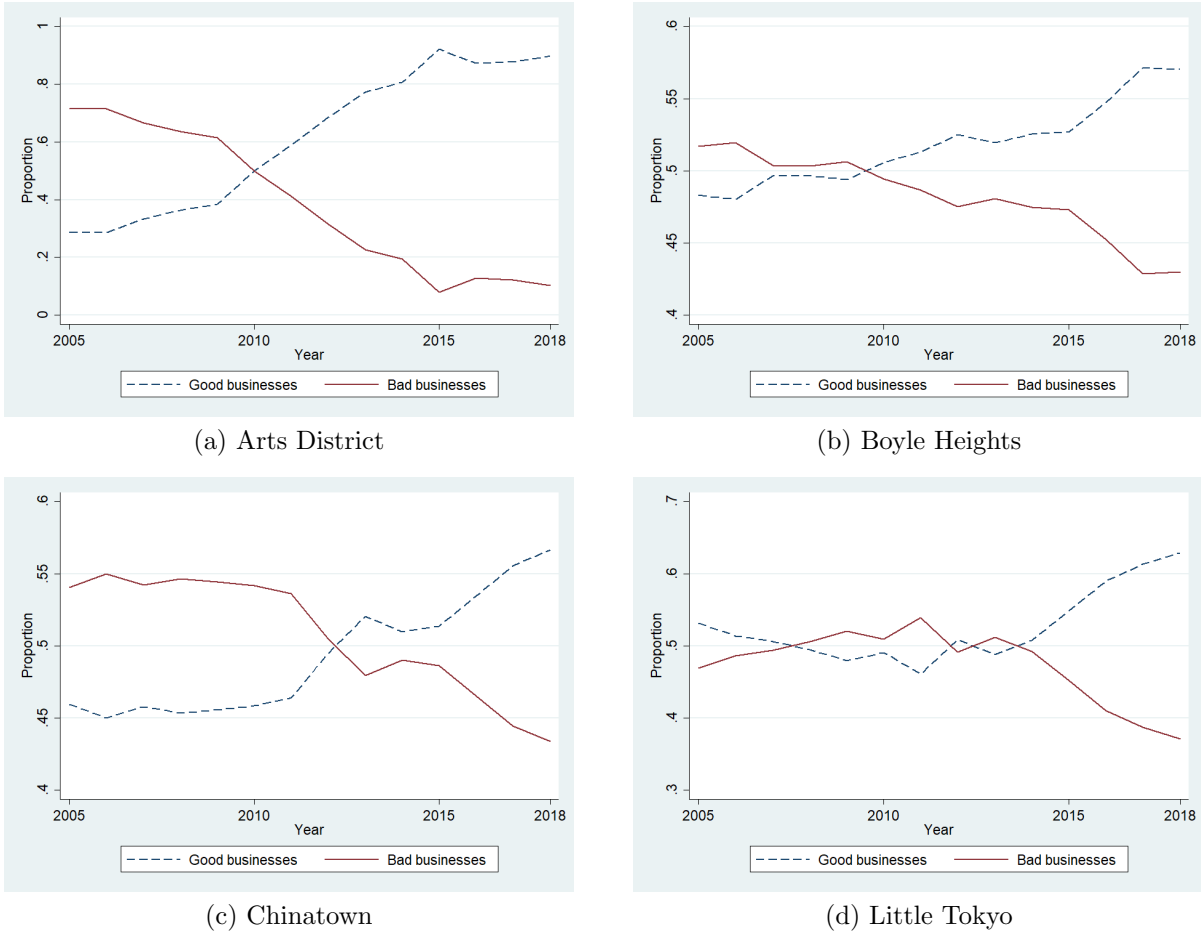 1
.8
.6
.4
.2
0
Proportion
2005 2010 2015 2018
Year
Good businesses Bad businesses
(a) Arts District
.6
.55
.5
.45
.4
Proportion
2005 2010 2015 2018
Year
Good businesses Bad businesses
(b) Boyle Heights
.6
.55
.5
.45
.4
Proportion
2005 2010 2015 2018
Year
Good businesses Bad businesses
(c) Chinatown
.7
.6
.5
.4
.3
Proportion
2005 2010 2015 2018
Year
Good businesses Bad businesses
(d) Little Tokyo